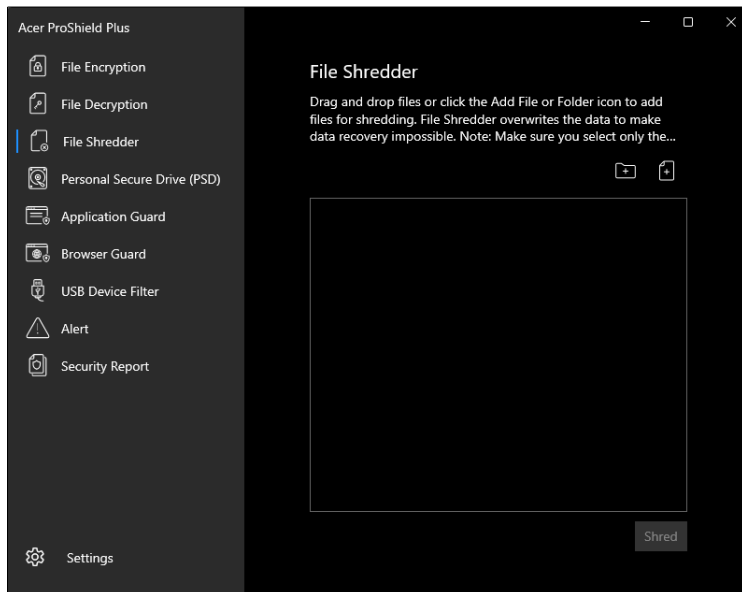 Acer ProShield Plus
File Encryption
File Decryption
File Shredder
Personal Secure Drive (PSD)
Application Guard
Browser Guard
USB Device Filter
Alert
Security Report
Settings
File Shredder
Drag and drop files or click the Add File or Folder icon to add
files for shredding. File Shredder overwrites the data to make
data recovery impossible. Note: Make sure you select only the...
Shred